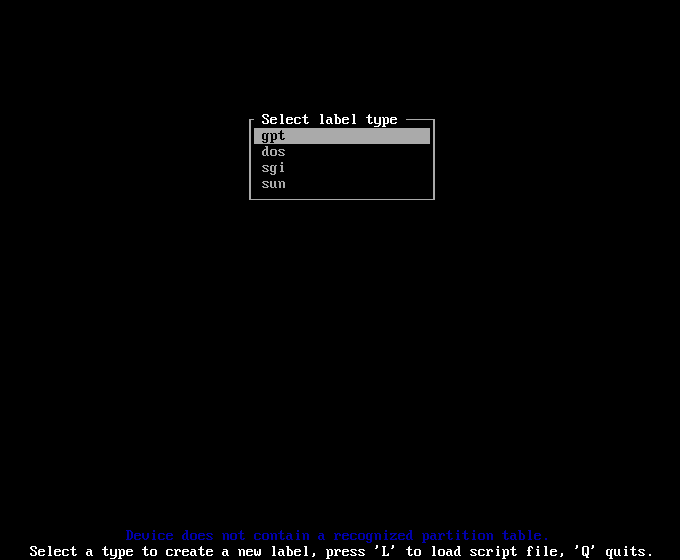 Select label type
gpt
dos
sgi
sun
Device does not contain a recognized partition table.
Select a type to create a new label, press 'L' to load script file, 'Q' quits.